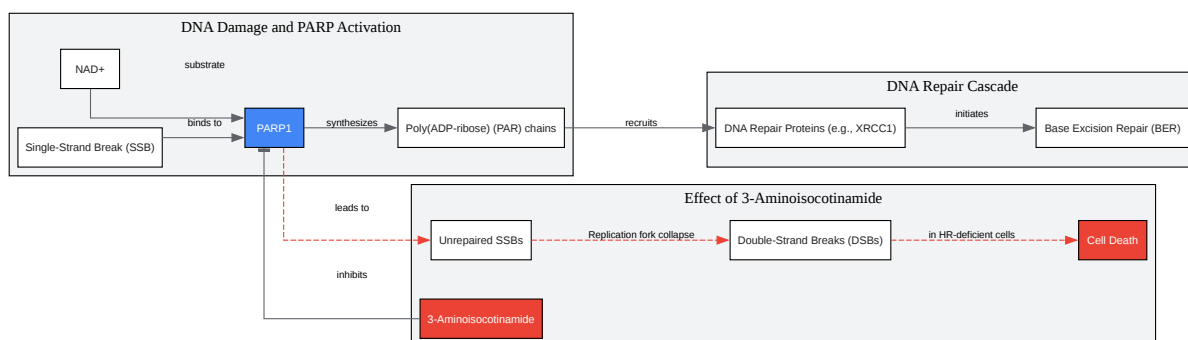 DNA Damage and PARP Activation
NAD+
substrate
Single-Strand Break (SSB)
binds to
PARP1
synthesizes
Poly(ADP-ribose) (PAR) chains
recruits
DNA Repair Cascade
DNA Repair Proteins (e.g., XRCC1)
initiates
Base Excision Repair (BER)
Effect of 3-Aminoisocotinamide
leads to
Unrepaired SSBs
Replication fork collapse
Double-Strand Breaks (DSBs)
in HR-deficient cells
Cell Death
inhibits
3-Aminoisocotinamide